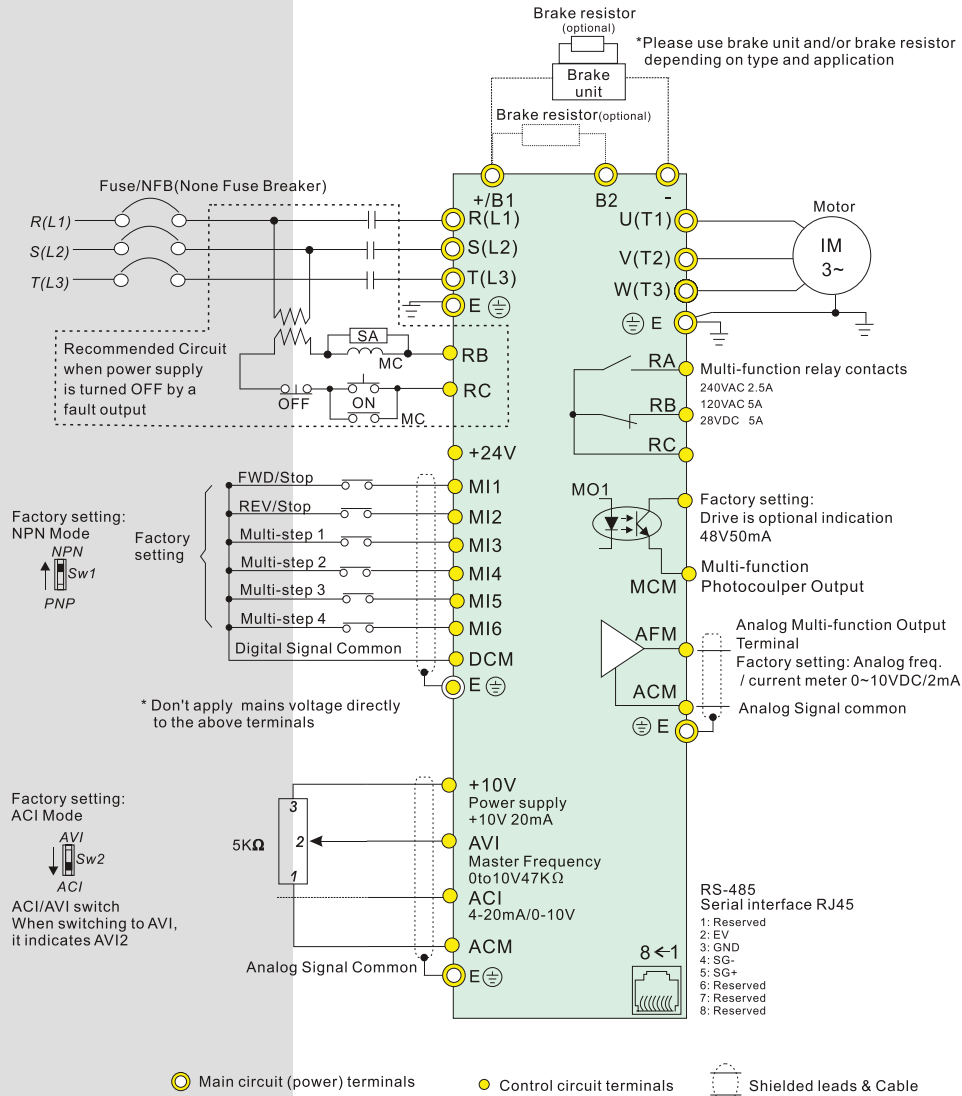 Brake resistor
(optional)
*Please use brake unit and/or brake resistor
depending on type and application
Brake
unit
Brake resistor(optional)
Fuse/NFB(None Fuse Breaker)
R(L1)
S(L2)
T(L3)
+/B1
B2
-
R(L1)
S(L2)
T(L3)
E
U(T1)
V(T2)
W(T3)
E
Motor
IM
3~
Recommended Circuit
when power supply
is turned OFF by a
fault output
SA
MC
OFF
ON
MC
RB
RC
RA
RB
RC
Multi-function relay contacts
240VAC 2.5A
120VAC 5A
28VDC 5A
+24V
Factory setting:
NPN Mode
NPN
Sw1
PNP
Factory
setting
FWD/Stop
REV/Stop
Multi-step 1
Multi-step 2
Multi-step 3
Multi-step 4
Digital Signal Common
MI1
MI2
MI3
MI4
MI5
MI6
DCM
E
* Don't apply mains voltage directly
to the above terminals
MO1
MCM
Factory setting:
Drive is optional indication
48V50mA
Multi-function
Photocoulper Output
AFM
ACM
E
Analog Multi-function Output
Terminal
Factory setting: Analog freq.
/ current meter 0~10VDC/2mA
Analog Signal common
Factory setting:
ACI Mode
AVI
Sw2
ACI
ACI/AVI switch
When switching to AVI,
it indicates AVI2
5KΩ
3
2
1
+10V
Power supply
+10V 20mA
AVI
Master Frequency
0to10V47KΩ
ACI
4-20mA/0-10V
ACM
Analog Signal Common
E
8←1
RS-485
Serial interface RJ45
1: Reserved
2: EV
3: GND
4: SG-
5: SG+
6: Reserved
7: Reserved
8: Reserved
Main circuit (power) terminals
Control circuit terminals
Shielded leads & Cable